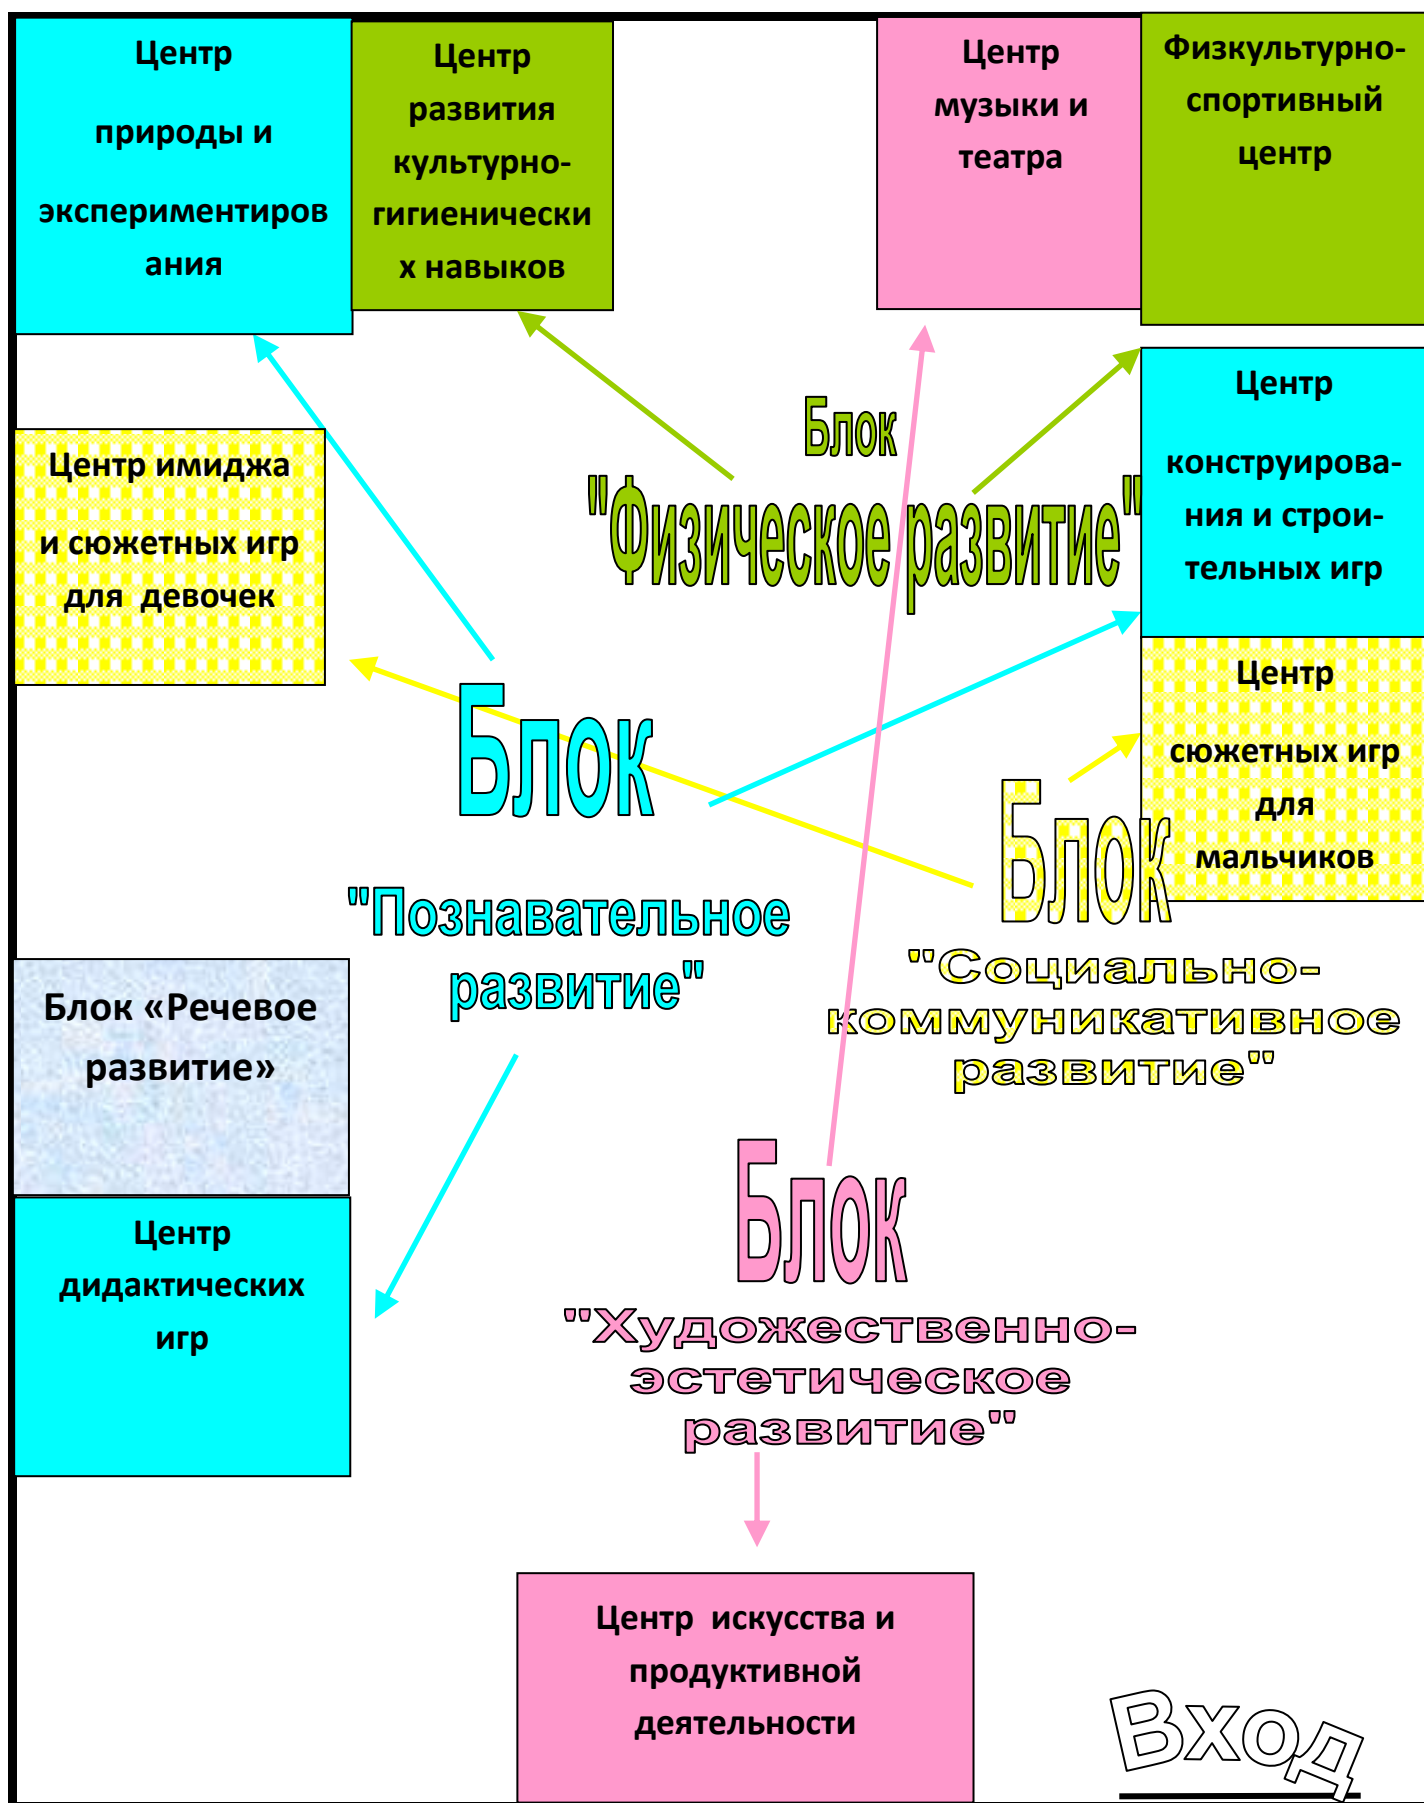 Центр
природы и
экспериментиров
ания
Центр
развития
культурно-
гигиенически
х навыков
Центр
музыки и
театра
Физкультурно-
спортивный
центр
Блок
"Физическое развитие"
Центр
конструирова-
ния и строи-
тельных игр
Центр имиджа
и сюжетных игр
для девочек
Центр
сюжетных игр
для
мальчиков
Блок
"Познавательное
развитие"
Блок
"Социально-
коммуникативное
развитие"
Блок «Речевое
развитие»
Центр
дидактических
игр
Блок
"Художественно-
эстетическое
развитие"
Центр искусства и
продуктивной
деятельности
Вход